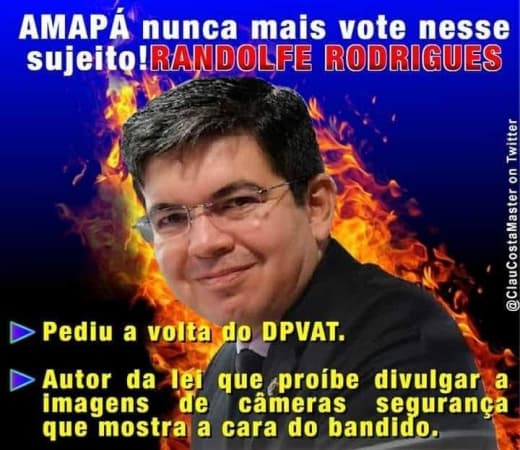 AMAPÁ nunca mais vote nesse
sujeito!RANDOLFE RODRIGUES
@ClauCostaMaster on Twitter
Pediu a volta do DPVAT.
Autor da lei que proíbe divulgar a
imagens de câmeras segurança
que mostra a cara do bandido.